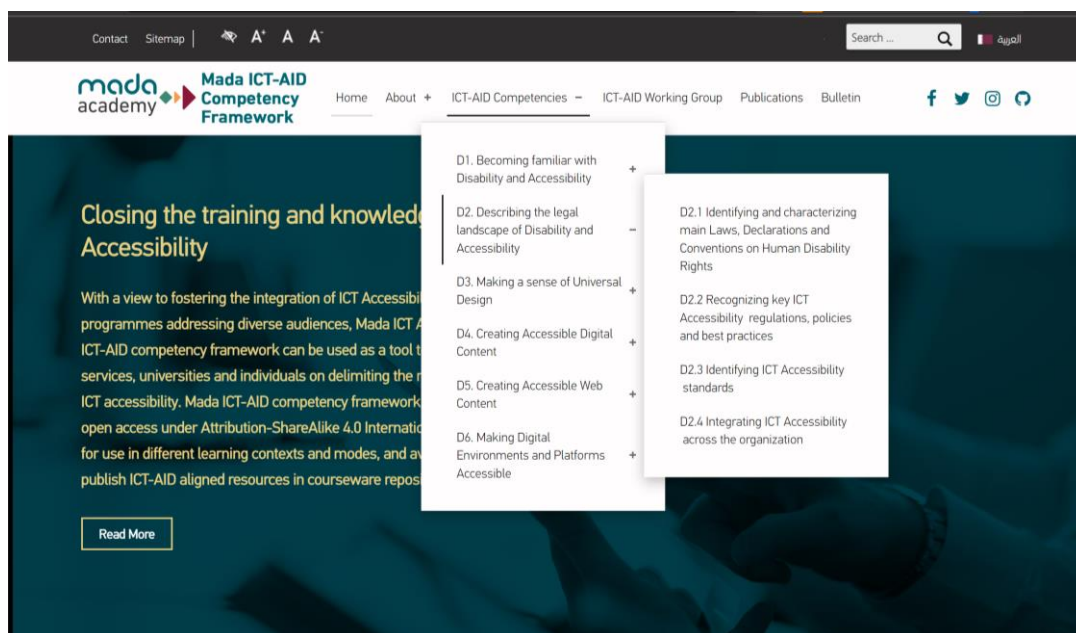 Contact Sitemap | A+ A A-
Search ...
العربية
mada
academy
Mada ICT-AID
Competency
Framework
Home About + ICT-AID Competencies − ICT-AID Working Group Publications Bulletin
Closing the training and
Accessibility
With a view to fostering the integration of ICT
programmes addressing diverse audiences, Mada ICT
ICT-AID competency framework can be used as a tool
services, universities and individuals on delimiting the
ICT accessibility. Mada ICT-AID competency framework
open access under Attribution-ShareAlike 4.0
for use in different learning contexts and modes, and
publish ICT-AID aligned resources in courseware
Read More
D1. Becoming familiar with
Disability and Accessibility +
D2. Describing the legal
landscape of Disability and −
Accessibility
D3. Making a sense of Universal
Design +
D4. Creating Accessible Digital
Content +
D5. Creating Accessible Web
Content +
D6. Making Digital
Environments and Platforms +
Accessible
D2.1 Identifying and characterizing
main Laws, Declarations and
Conventions on Human Disability
Rights
D2.2 Recognizing key ICT
Accessibility regulations, policies
and best practices
D2.3 Identifying ICT Accessibility
standards
D2.4 Integrating ICT Accessibility
across the organization